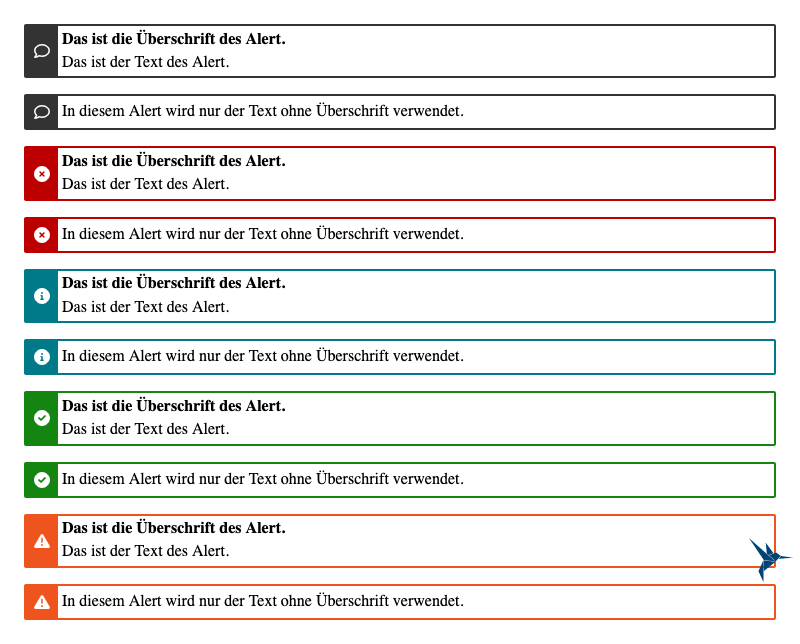 Das ist die Überschrift des Alert.
Das ist der Text des Alert.
In diesem Alert wird nur der Text ohne Überschrift verwendet.
Das ist die Überschrift des Alert.
Das ist der Text des Alert.
In diesem Alert wird nur der Text ohne Überschrift verwendet.
Das ist die Überschrift des Alert.
Das ist der Text des Alert.
In diesem Alert wird nur der Text ohne Überschrift verwendet.
Das ist die Überschrift des Alert.
Das ist der Text des Alert.
In diesem Alert wird nur der Text ohne Überschrift verwendet.
Das ist die Überschrift des Alert.
Das ist der Text des Alert.
In diesem Alert wird nur der Text ohne Überschrift verwendet.